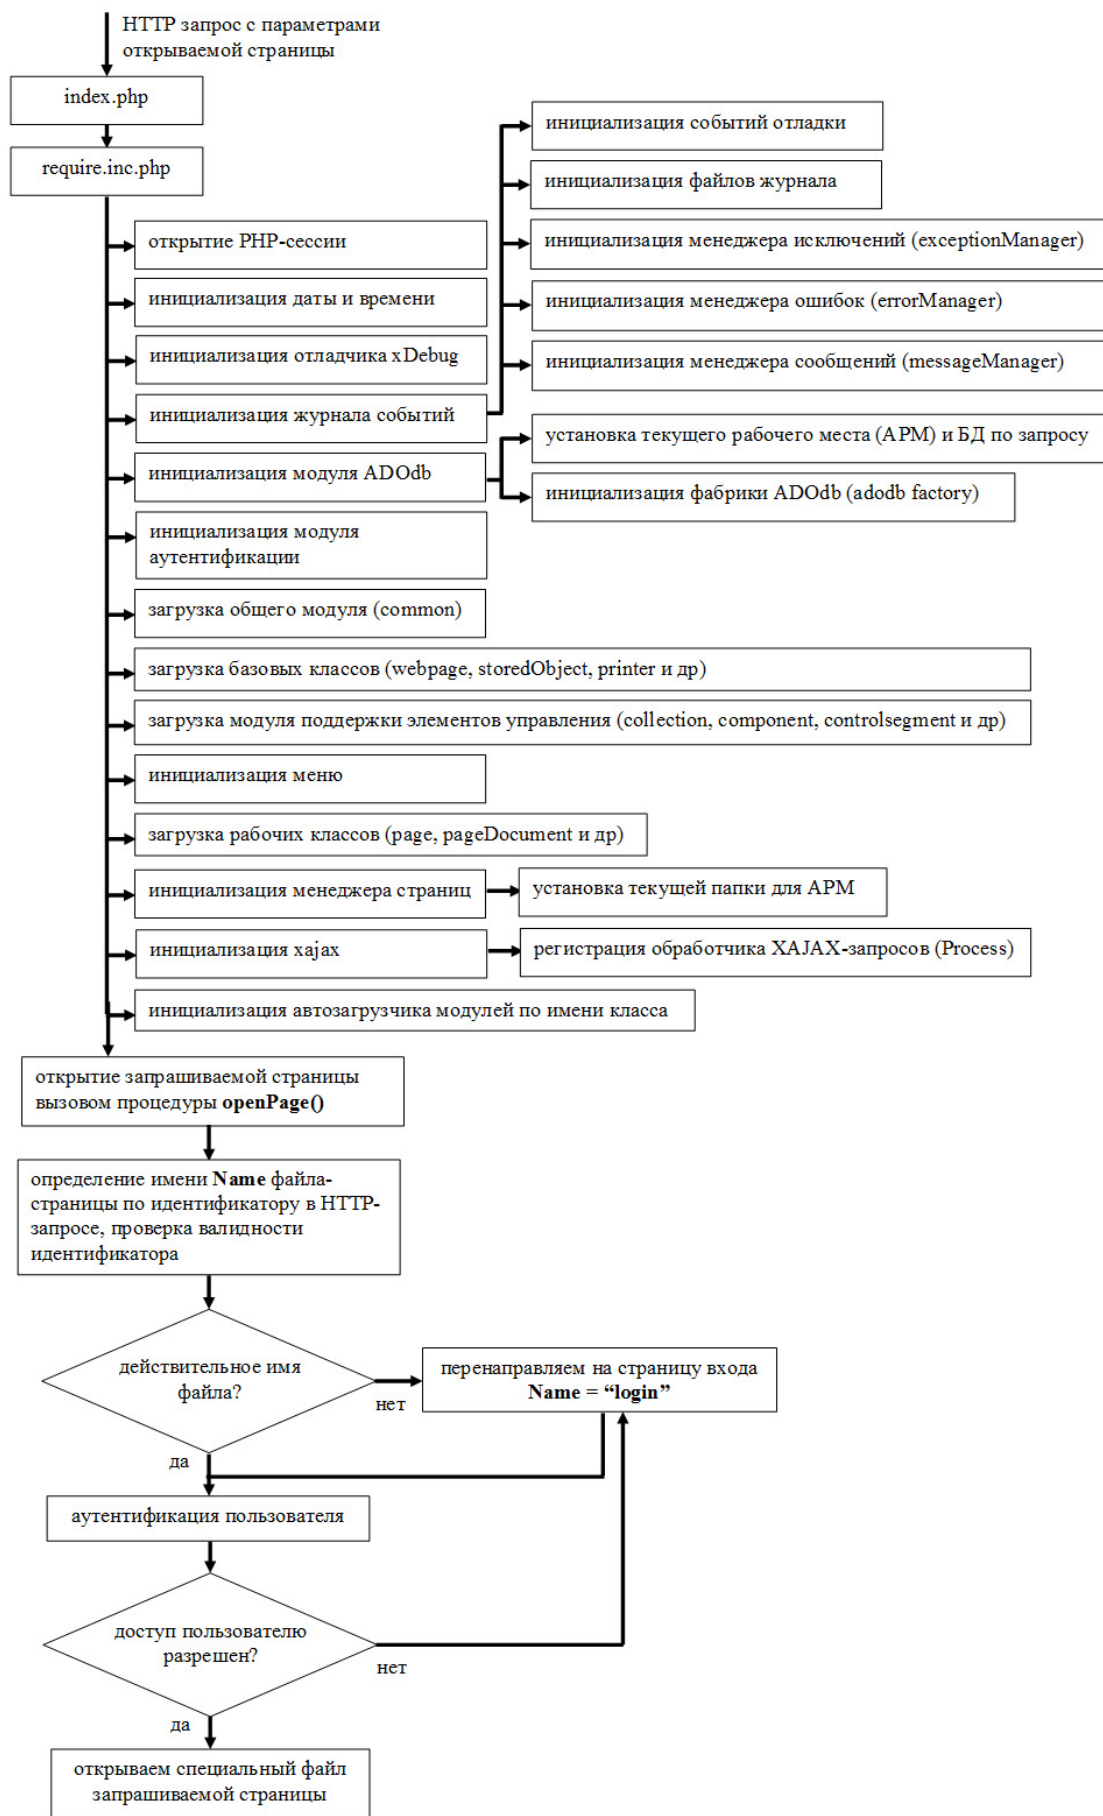 HTTP запрос с параметрами
открываемой страницы
index.php
require.inc.php
инициализация событий отладки
инициализация файлов журнала
инициализация менеджера исключений (exceptionManager)
инициализация менеджера ошибок (errorManager)
инициализация менеджера сообщений (messageManager)
открытие PHP-сессии
инициализация даты и времени
инициализация отладчика xDebug
инициализация журнала событий
инициализация модуля ADOdb
установка текущего рабочего места (АРМ) и БД по запросу
инициализация фабрики ADOdb (adodb factory)
инициализация модуля
аутентификации
загрузка общего модуля (common)
загрузка базовых классов (webpage, storedObject, printer и др)
загрузка модуля поддержки элементов управления (collection, component, controlsegment и др)
инициализация меню
загрузка рабочих классов (page, pageDocument и др)
инициализация менеджера страниц
установка текущей папки для АРМ
инициализация xajax
регистрация обработчика XAJAX-запросов (Process)
инициализация автозагрузчика модулей по имени класса
открытие запрашиваемой страницы
вызовом процедуры openPage()
определение имени Name файла-
страницы по идентификатору в HTTP-
запросе, проверка валидности
идентификатора
действительное имя
файла?
нет
перенаправляем на страницу входа
Name = “login”
да
аутентификация пользователя
доступ пользователю
разрешен?
нет
да
открываем специальный файл
запрашиваемой страницы